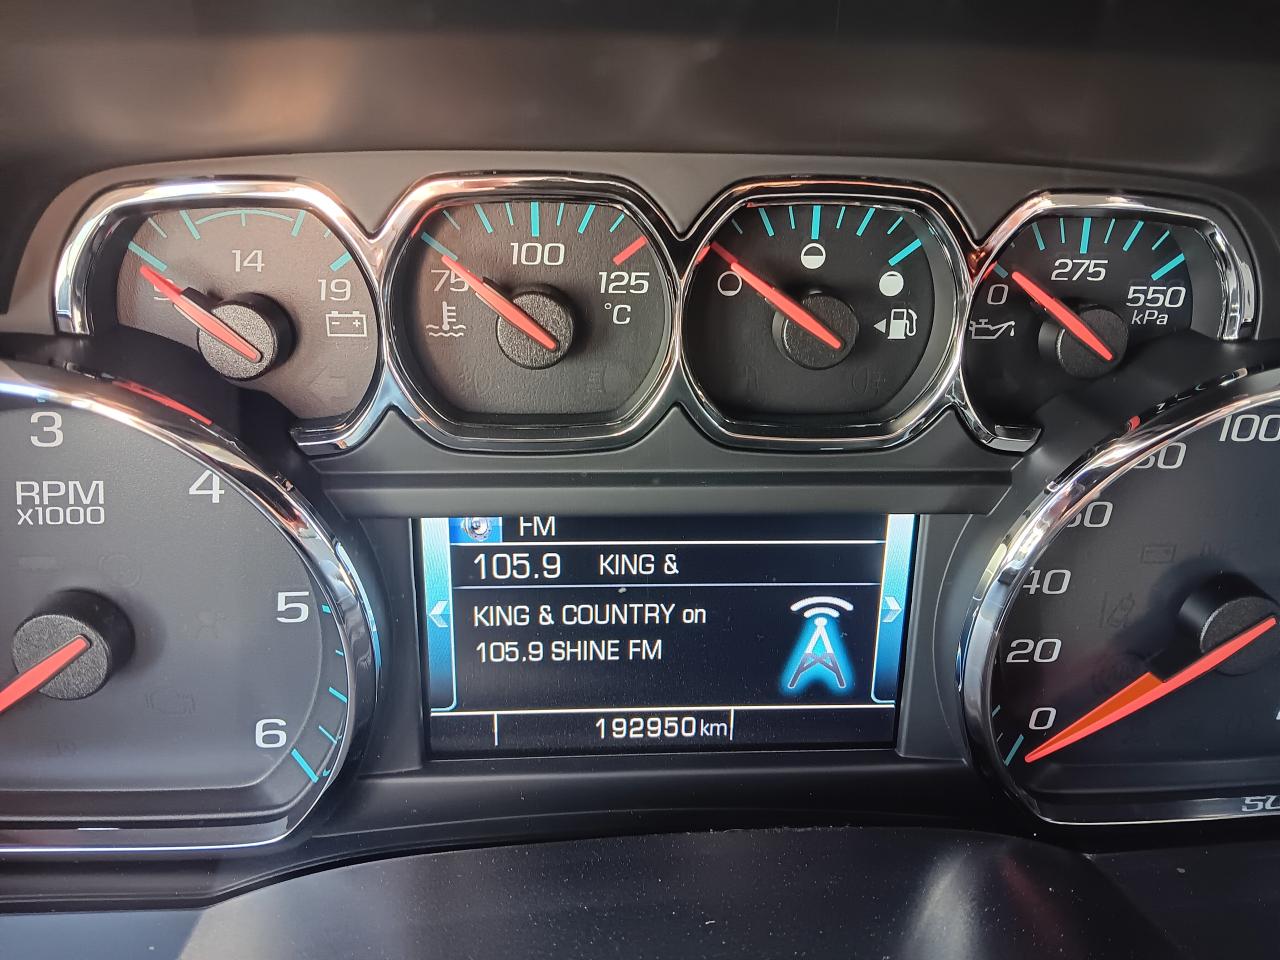 14
19
100
75
125
°C
275
0
550
kPa
3
4
RPM
x1000
5
6
FM
105.9 KING &
KING & COUNTRY on
105.9 SHINE FM
192950 km
100
40
20
0